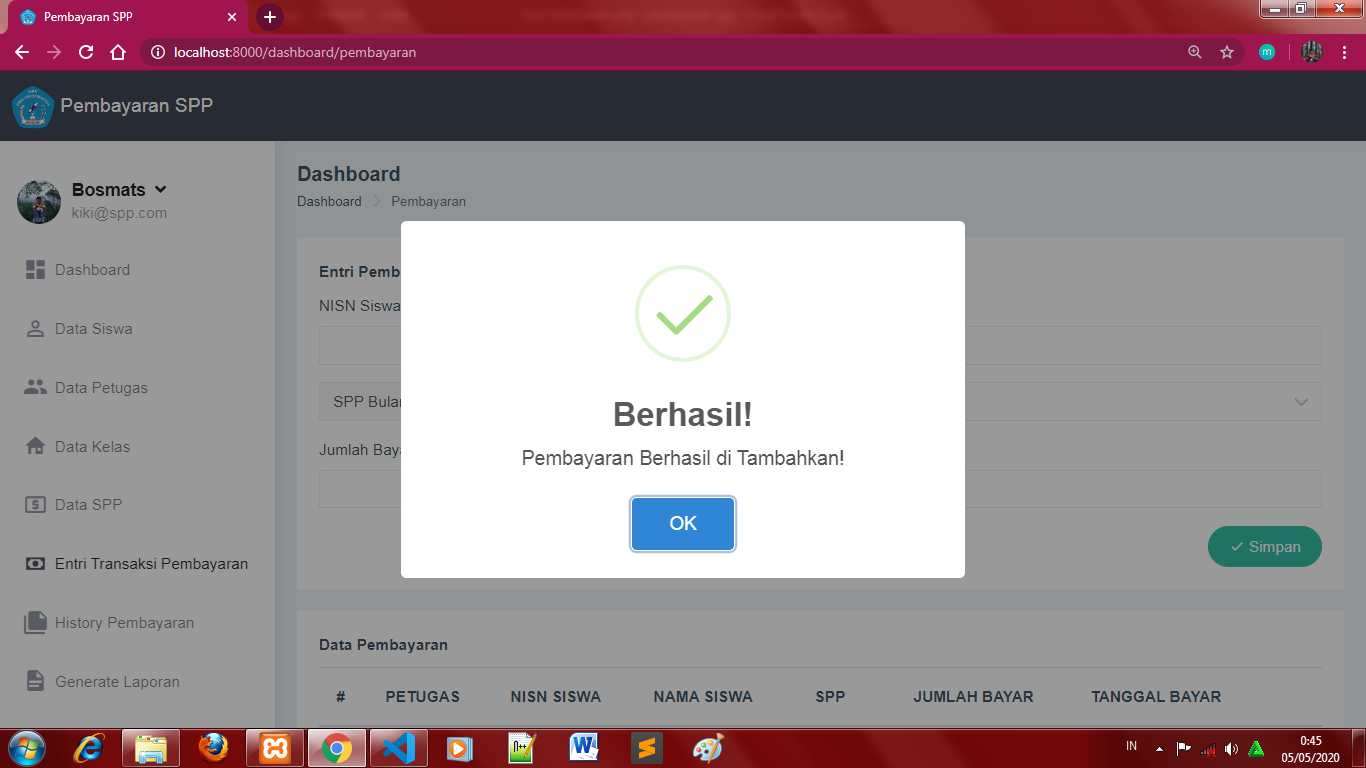 Pembayaran SPP
localhost:8000/dashboard/pembayaran
m
Pembayaran SPP
Bosmats
kiki@spp.com
Dashboard
Data Siswa
Data Petugas
Data Kelas
Data SPP
Entri Transaksi Pembayaran
History Pembayaran
Generate Laporan
Dashboard
Dashboard
Pembayaran
Entri Pemb
NISN Siswa
SPP Bulan
Jumlah Baya
Simpan
Berhasil!
Pembayaran Berhasil di Tambahkan!
OK
Data Pembayaran
# PETUGAS NISN SISWA NAMA SISWA SPP JUMLAH BAYAR TANGGAL BAYAR
IN
0:45
05/05/2020